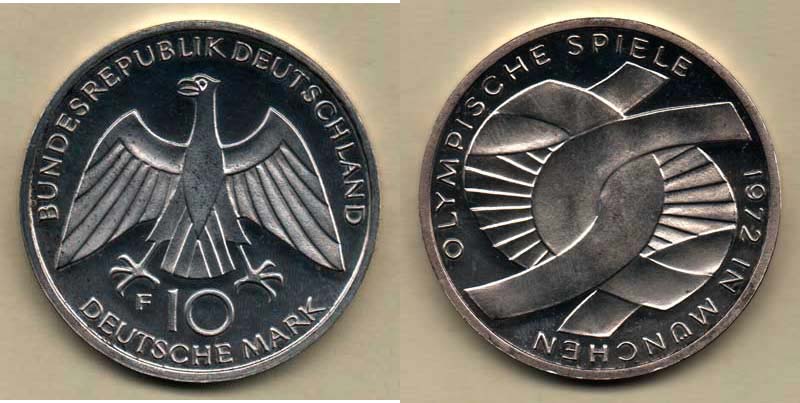 BUNDESREPUBLIK DEUTSCHLAND
F
10
DEUTSCHE MARK
OLYMPISCHE SPIELE
1972 IN MÜNCHEN